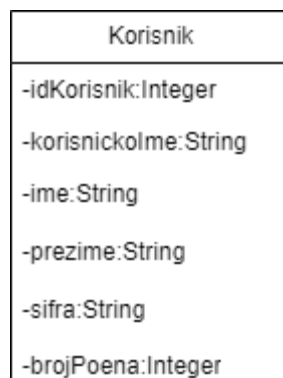 Korisnik
-idKorisnik:Integer
-korisnickoIme:String
-ime:String
-prezime:String
-sifra:String
-brojPoena:Integer